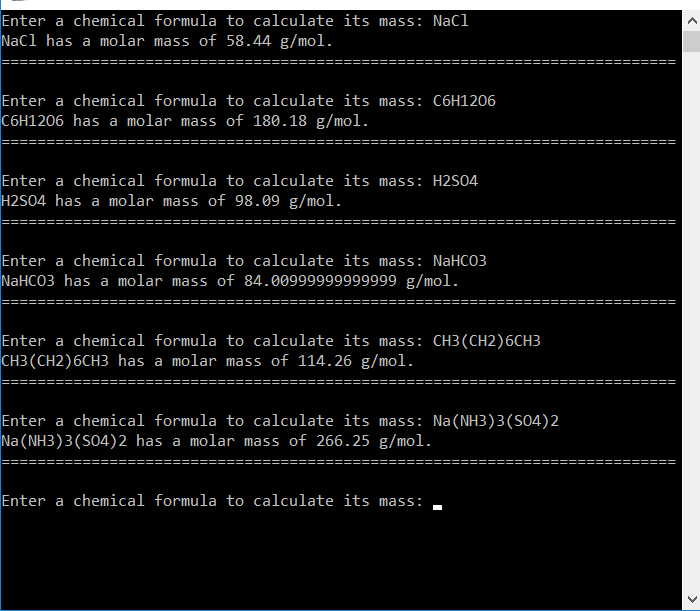 Enter a chemical formula to calculate its mass: NaCl
NaCl has a molar mass of 58.44 g/mol.
===========================================================================
Enter a chemical formula to calculate its mass: C6H12O6
C6H12O6 has a molar mass of 180.18 g/mol.
===========================================================================
Enter a chemical formula to calculate its mass: H2SO4
H2SO4 has a molar mass of 98.09 g/mol.
===========================================================================
Enter a chemical formula to calculate its mass: NaHCO3
NaHCO3 has a molar mass of 84.00999999999999 g/mol.
===========================================================================
Enter a chemical formula to calculate its mass: CH3(CH2)6CH3
CH3(CH2)6CH3 has a molar mass of 114.26 g/mol.
===========================================================================
Enter a chemical formula to calculate its mass: Na(NH3)3(SO4)2
Na(NH3)3(SO4)2 has a molar mass of 266.25 g/mol.
===========================================================================
Enter a chemical formula to calculate its mass: